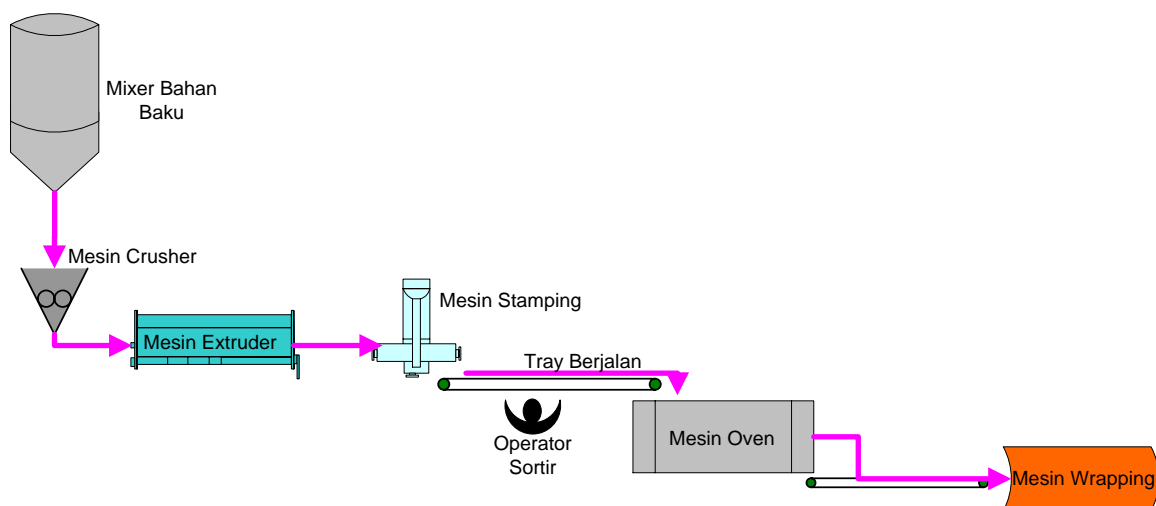 Mixer Bahan
Baku
Mesin Crusher
Mesin Extruder
Mesin Stamping
Tray Berjalan
Operator
Sortir
Mesin Oven
Mesin Wrapping